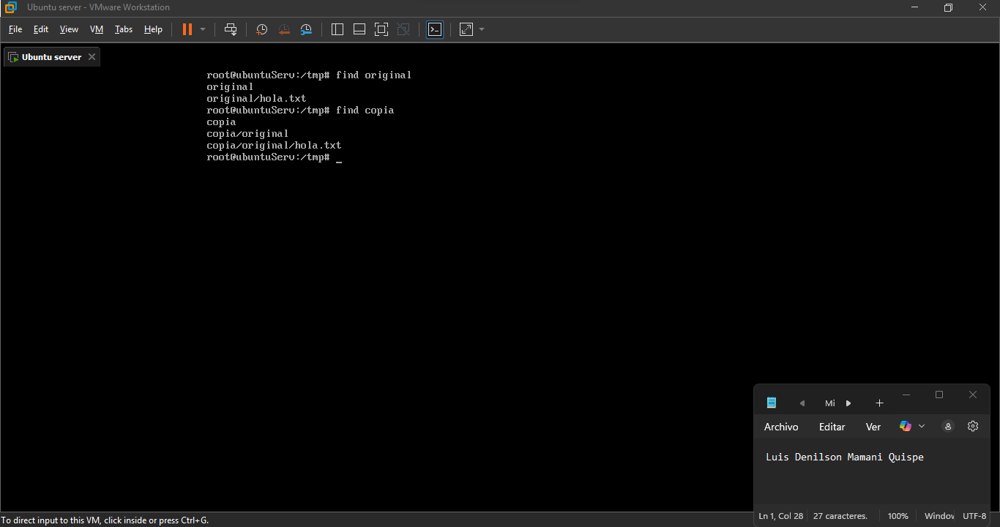 Ubuntu server - VMware Workstation
File Edit View VM Tabs Help
Ubuntu server
root@ubuntuServ:/tmp# find original
original
original/hola.txt
root@ubuntuServ:/tmp# find copia
copia
copia/original
copia/original/hola.txt
root@ubuntuServ:/tmp# _
Mi
Archivo Editar Ver
Luis Denilson Mamani Quispe
Ln 1, Col 28 27 caracteres. 100% Window UTF-8
To direct input to this VM, click inside or press Ctrl+G.